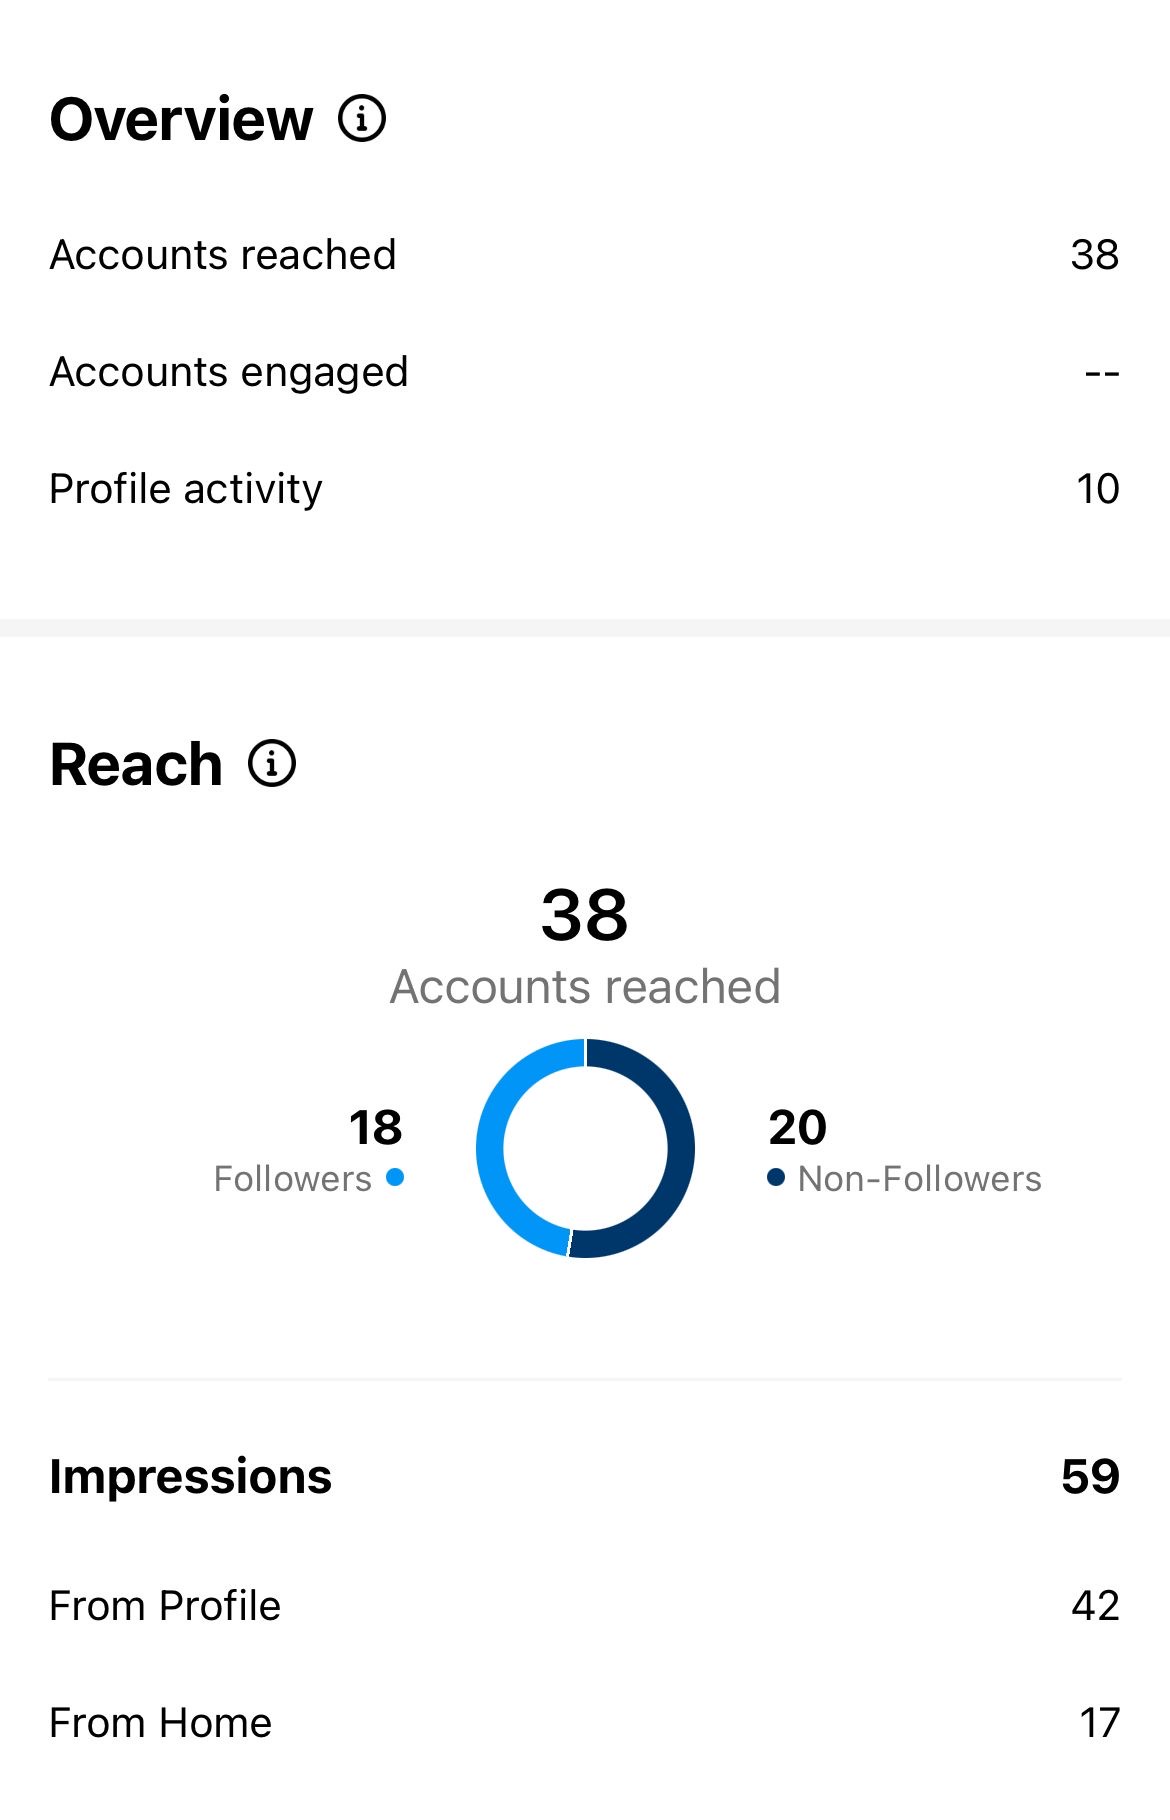 Overview
Accounts reached 38
Accounts engaged --
Profile activity 10
Reach
38
Accounts reached
18
Followers
20
Non-Followers
Impressions 59
From Profile 42
From Home 17